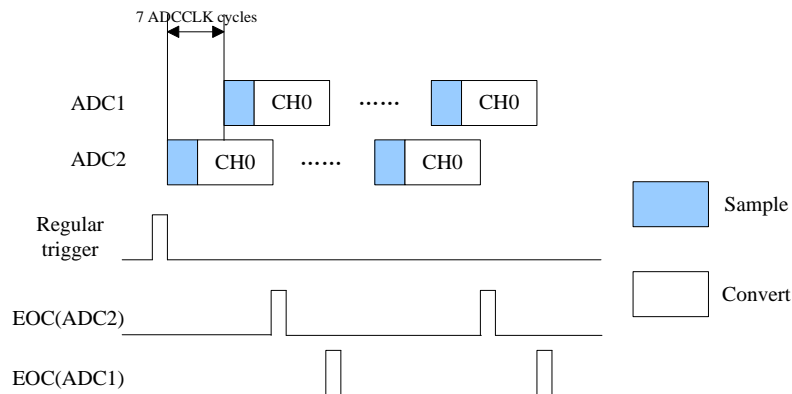 7 ADCCLK cycles
ADC1
CH0
......
CH0
ADC2
CH0
......
CH0
Sample
Regular
trigger
Convert
EOC(ADC2)
EOC(ADC1)